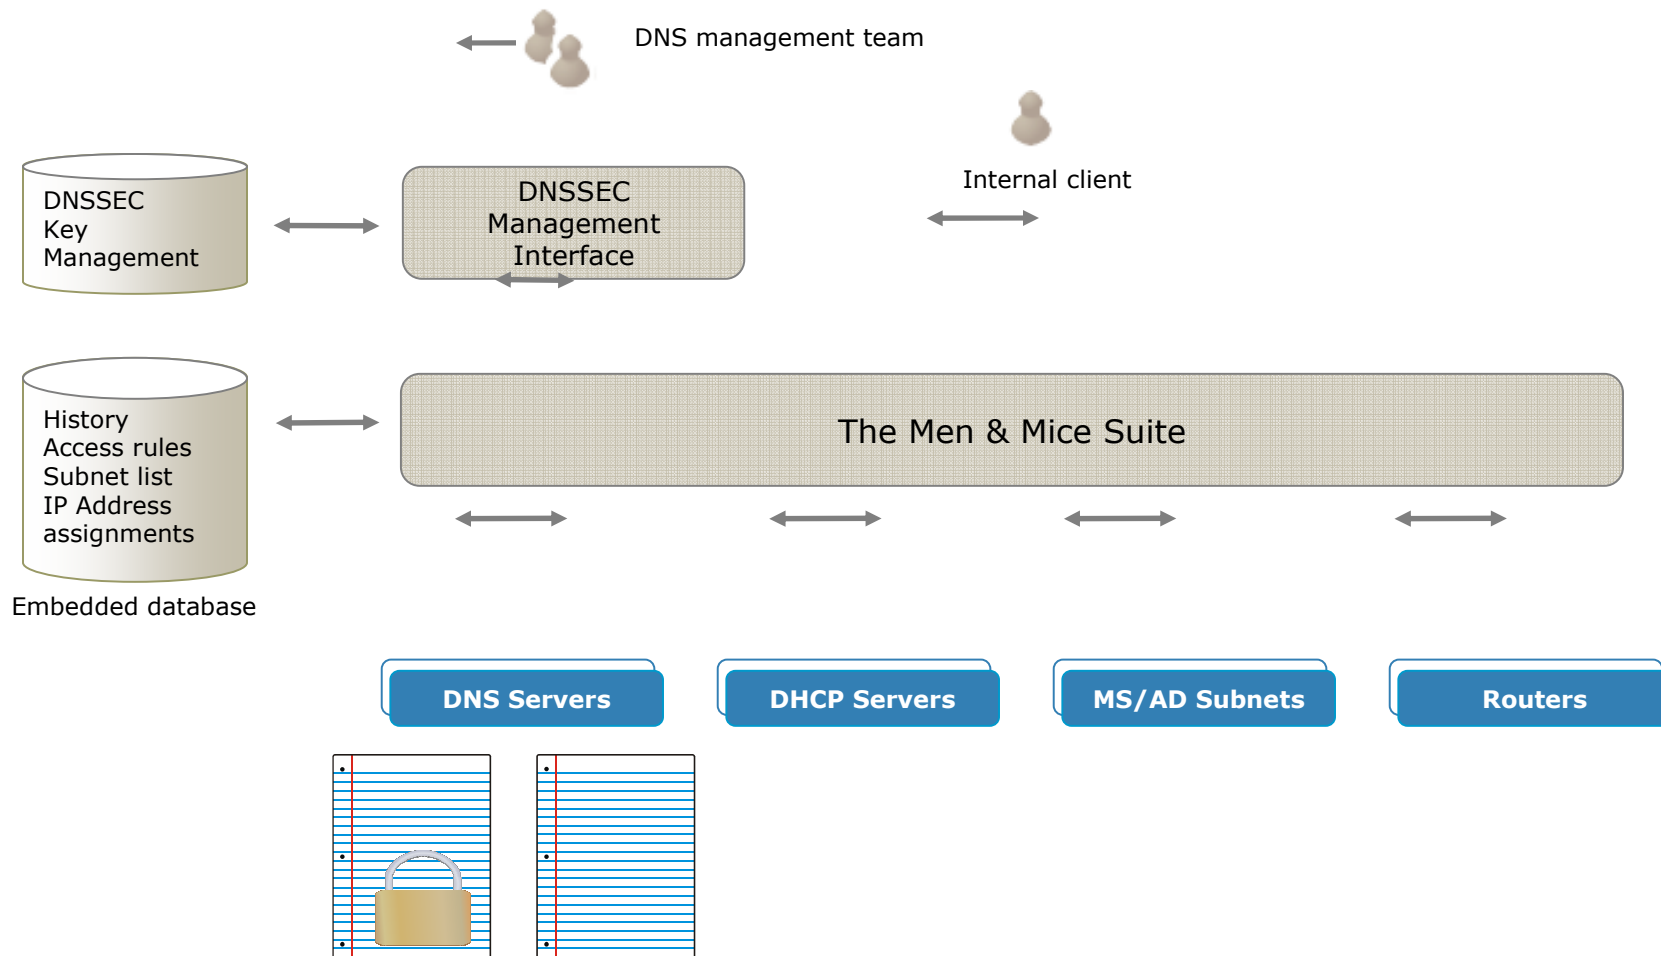 DNS management team
Internal client
DNSSEC
Key
Management
DNSSEC
Management
Interface
History
Access rules
Subnet list
IP Address
assignments
The Men & Mice Suite
Embedded database
DNS Servers
DHCP Servers
MS/AD Subnets
Routers